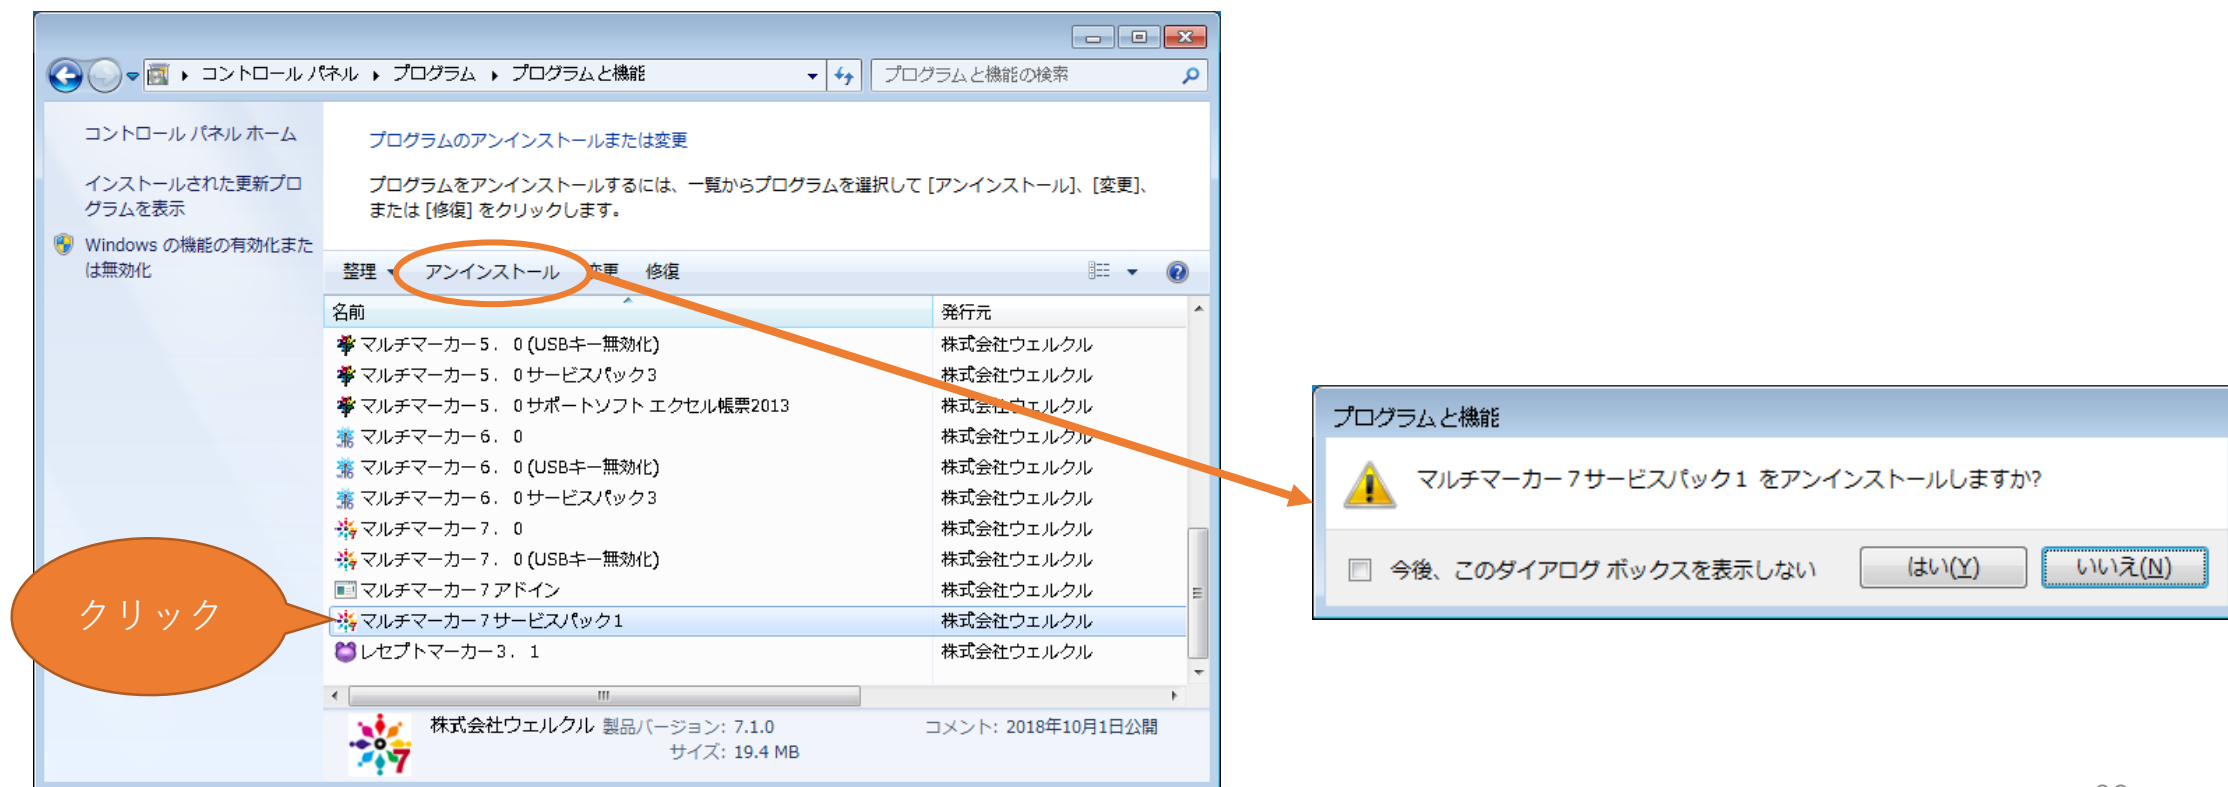 コントロール パネル ▸ プログラム ▸ プログラムと機能
プログラムと機能の検索
コントロール パネル ホーム
インストールされた更新プロ
グラムを表示
Windows の機能の有効化また
は無効化
プログラムのアンインストールまたは変更
プログラムをアンインストールするには、一覧からプログラムを選択して [アンインストール]、[変更]、
または [修復] をクリックします。
整理 アンインストール 変更 修復
名前 発行元
マルチマーカー５．０(USBキー無効化) 株式会社ウェルクル
マルチマーカー５．０サービスパック3 株式会社ウェルクル
マルチマーカー５．０サポートソフト エクセル帳票2013 株式会社ウェルクル
マルチマーカー６．０ 株式会社ウェルクル
マルチマーカー６．０(USBキー無効化) 株式会社ウェルクル
マルチマーカー６．０サービスパック3 株式会社ウェルクル
マルチマーカー７．０ 株式会社ウェルクル
マルチマーカー７．０(USBキー無効化) 株式会社ウェルクル
マルチマーカー７アドイン 株式会社ウェルクル
マルチマーカー７サービスパック1 株式会社ウェルクル
レセプトマーカー３．１ 株式会社ウェルクル
クリック
株式会社ウェルクル 製品バージョン: 7.1.0 コメント: 2018年10月1日公開
サイズ: 19.4 MB
7
プログラムと機能
マルチマーカー７サービスパック1 をアンインストールしますか?
今後、このダイアログ ボックスを表示しない はい(Y) いいえ(N)